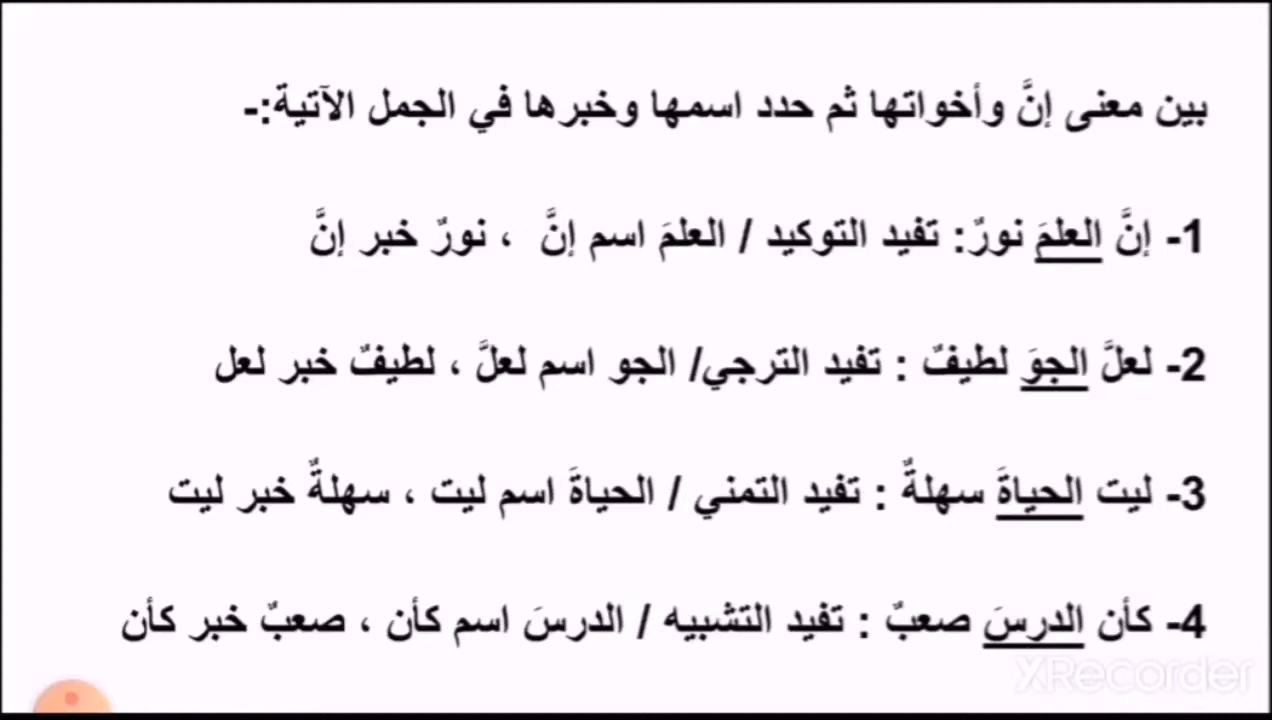 بين معنى إنَّ وأخواتها ثم حدد اسمها وخبرها في الجمل الآتية:-
1- إنَّ العلمَ نورٌ: تفيد التوكيد / العلمَ اسم إنَّ ، نورٌ خبر إنَّ
2- لعلَّ الجوَ لطيفٌ : تفيد الترجي/ الجو اسم لعلَّ ، لطيفٌ خبر لعل
3- ليت الحياةَ سهلةٌ : تفيد التمني / الحياةَ اسم ليت ، سهلةٌ خبر ليت
4- كأن الدرسَ صعبٌ : تفيد التشبيه / الدرسَ اسم كأن ، صعبٌ خبر كأن
XRecorder